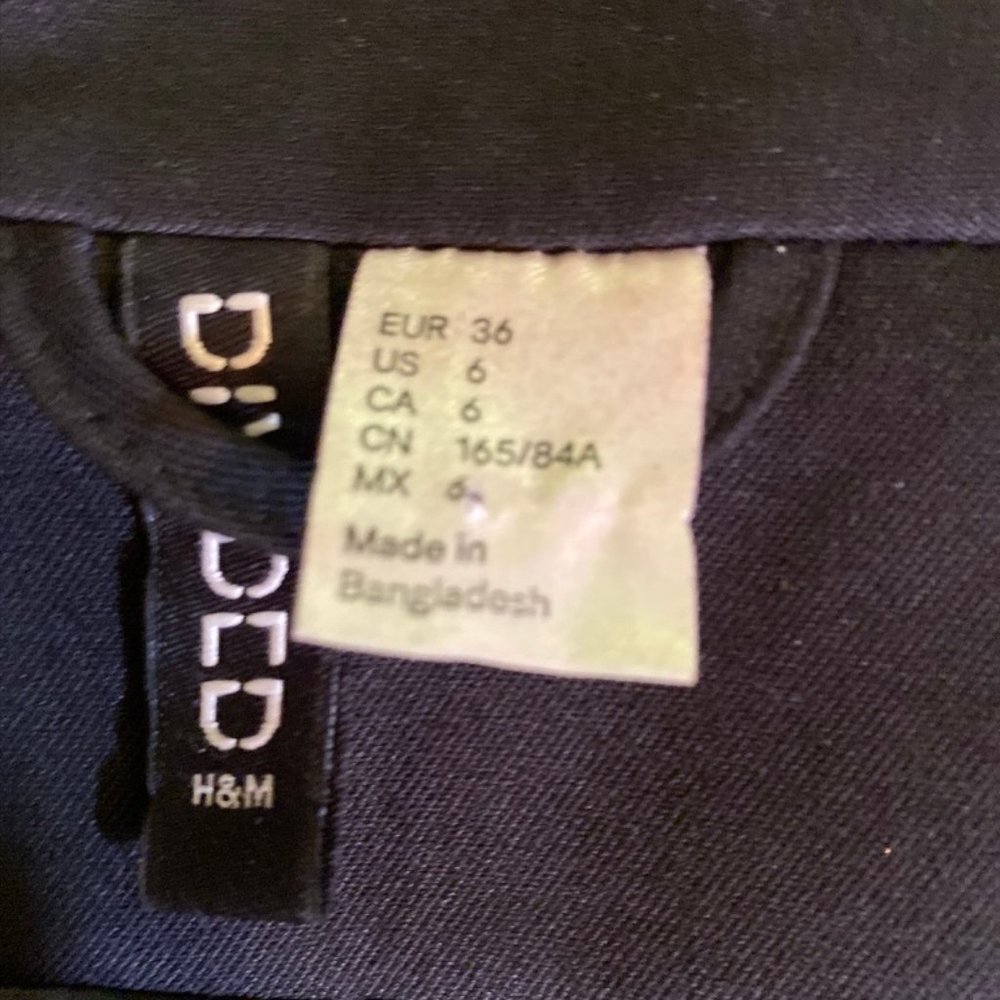 EUR 36
US 6
CA 6
CN 165/84A
MX 6
Made in
Bangladesh
H&M